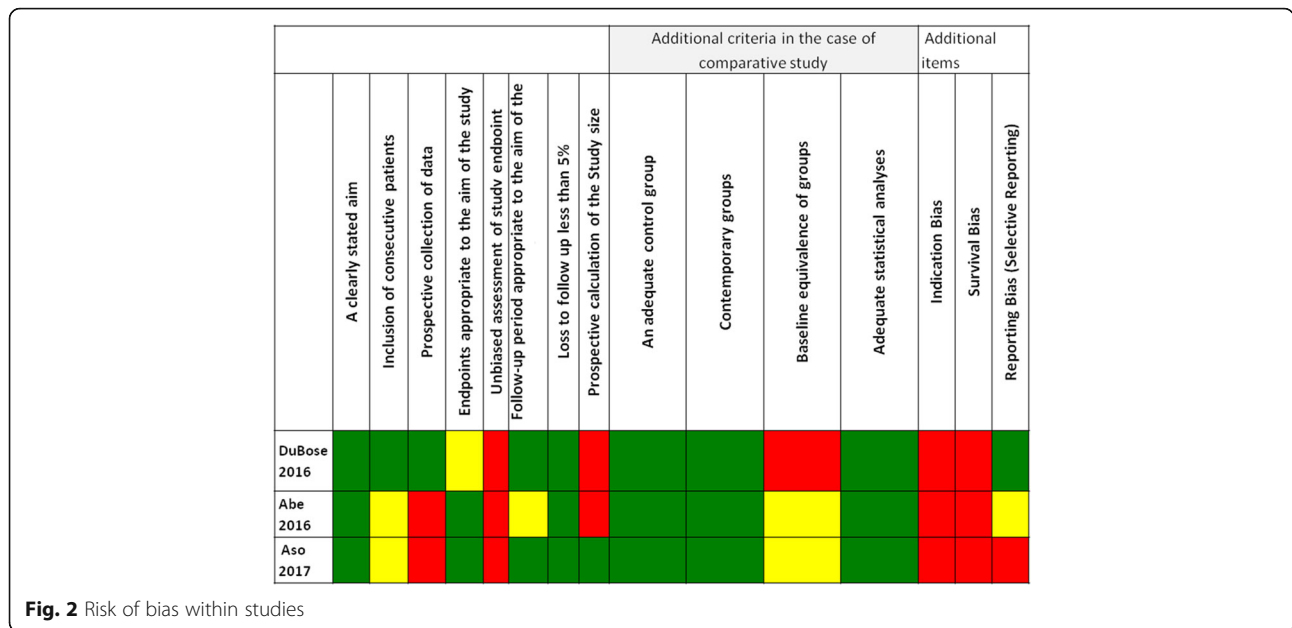 Additional criteria in the case of
comparative study
Additional
items
A clearly stated aim
Inclusion of consecutive patients
Prospective collection of data
Endpoints appropriate to the aim of the study
Unbiased assessment of study endpoint
Follow-up period appropriate to the aim of the
Loss to follow up less than 5%
Prospective calculation of the Study size
An adequate control group
Contemporary groups
Baseline equivalence of groups
Adequate statistical analyses
Indication Bias
Survival Bias
Reporting Bias (Selective Reporting)
DuBose
2016
Abe
2016
Aso
2017
Fig. 2 Risk of bias within studies